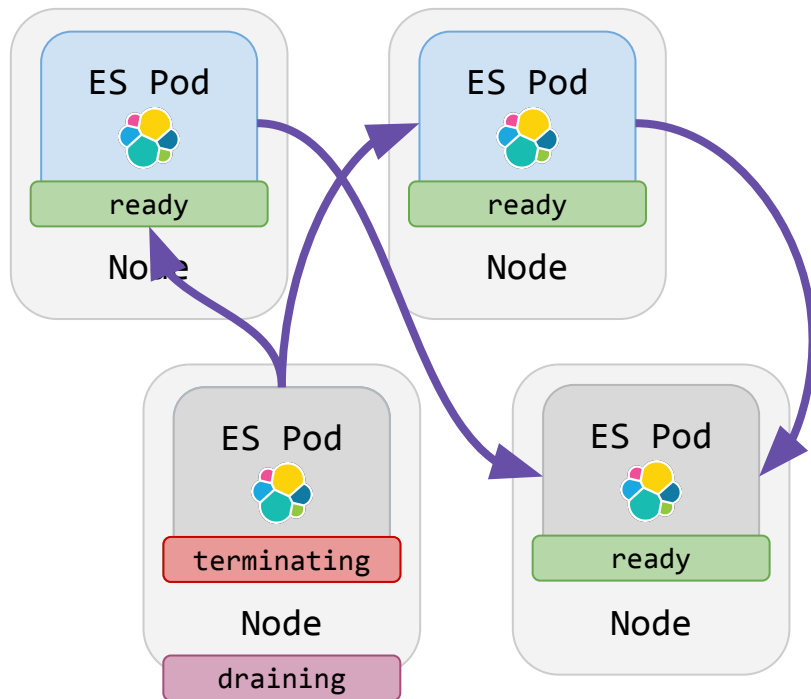 ES Pod
ready
Node
ES Pod
ready
Node
ES Pod
terminating
Node
draining
ES Pod
ready
Node